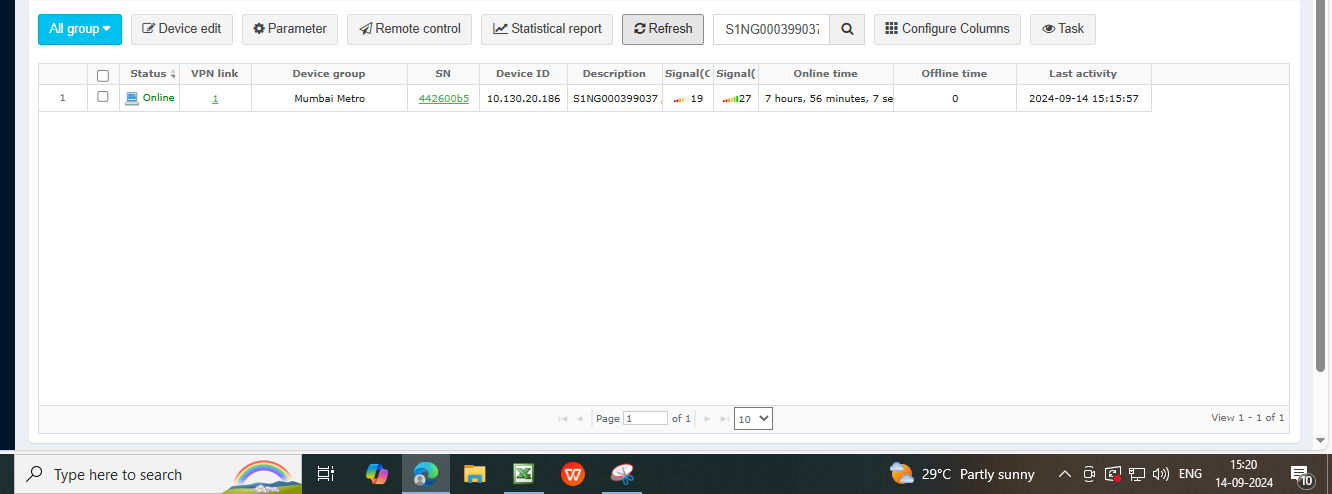 All group Device edit Parameter Remote control Statistical report Refresh S1NG000399037 Configure Columns Task
Status VPN link Device group SN Device ID Description Signal(C Signal( Online time Offline time Last activity
1 Online 1 Mumbai Metro 442600b5 10.130.20.186 S1NG000399037 19 27 7 hours, 56 minutes, 7 se 0 2024-09-14 15:15:57
Page 1 of 1 10 View 1 - 1 of 1
Type here to search 29°C Partly sunny ENG 15:20
14-09-2024 10